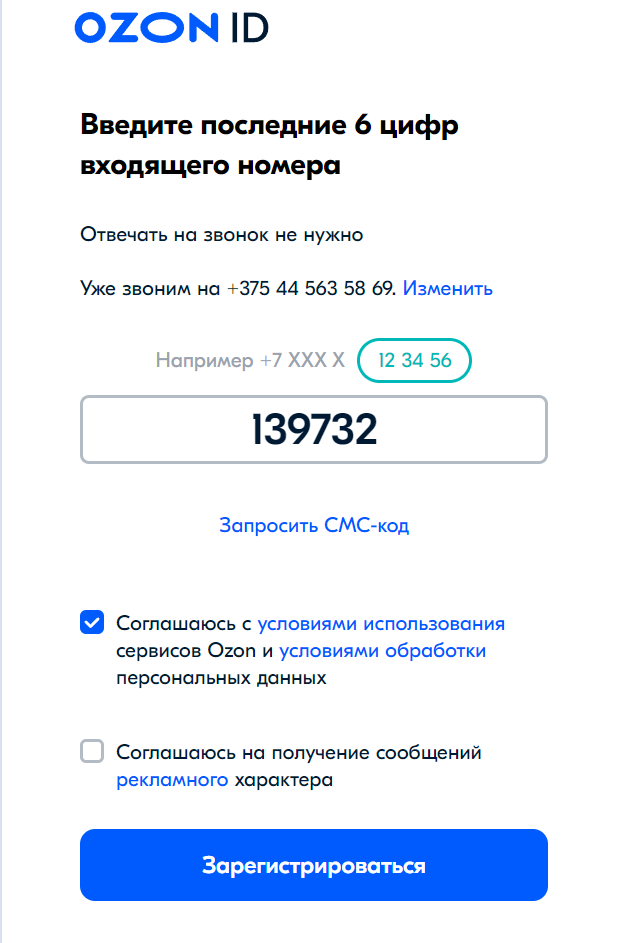 OZON ID
Введите последние 6 цифр
входящего номера
Отвечать на звонок не нужно
Уже звоним на +375 44 563 58 69. Изменить
Например +7 XXX X 12 34 56
139732
Запросить СМС-код
Соглашаюсь с условиями использования
сервисов Ozon и условиями обработки
персональных данных
Соглашаюсь на получение сообщений
рекламного характера
Зарегистрироваться